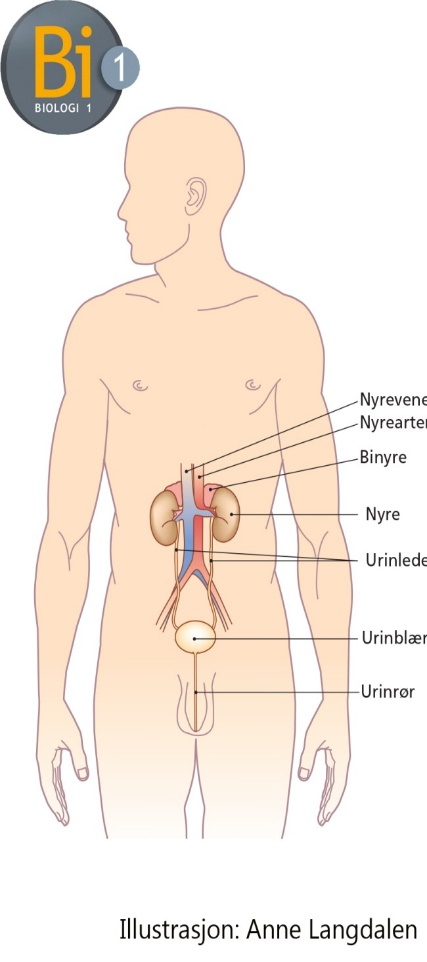 Bi 1
BIOLOGI 1
Nyrevene
Nyrearter
Binyre
Nyre
Urinlede
Urinblær
Urinrør
Illustrasjon: Anne Langdalen